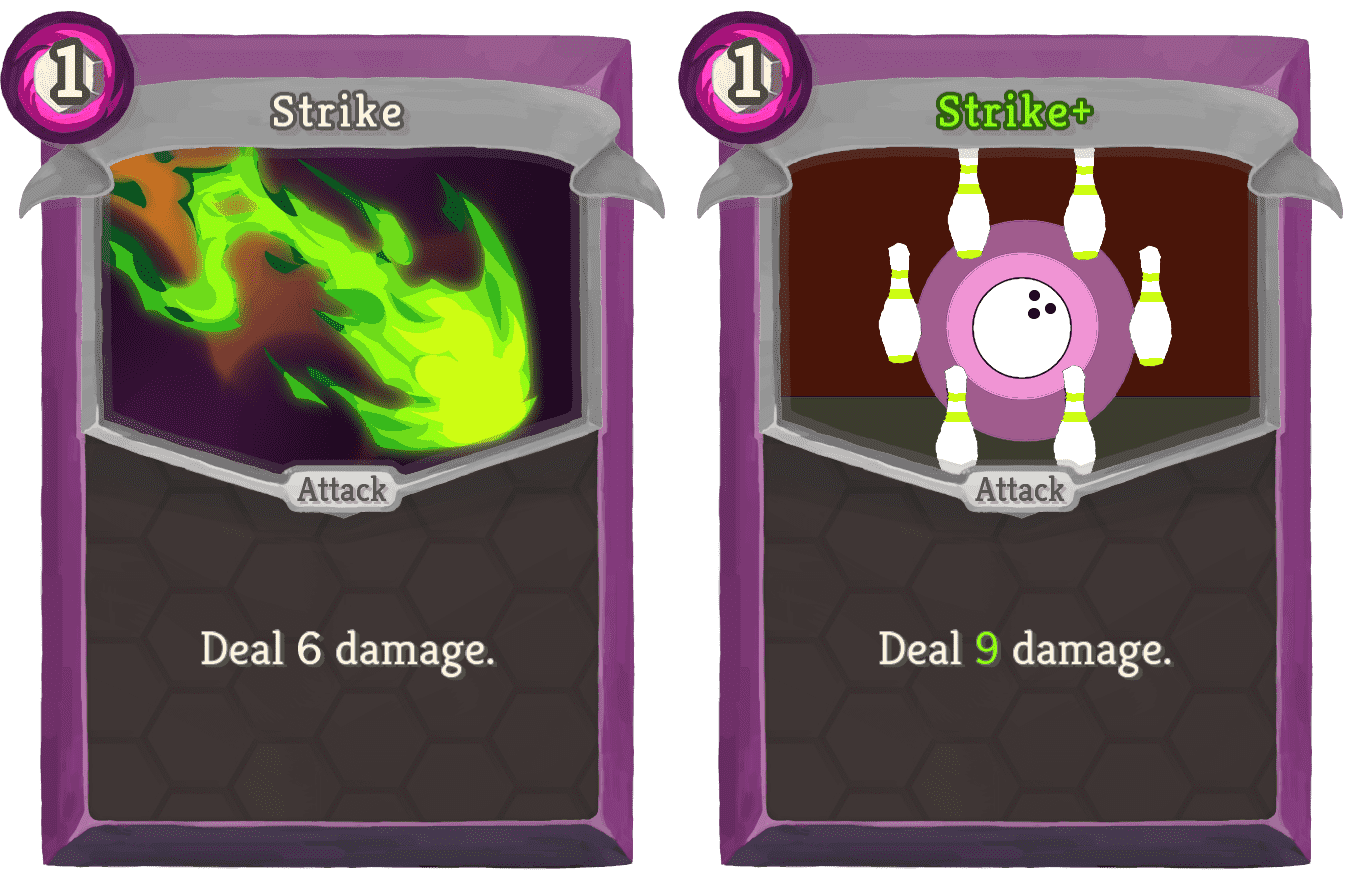 1
Strike
Attack
Deal 6 damage.
1
Strike+
Attack
Deal 9 damage.